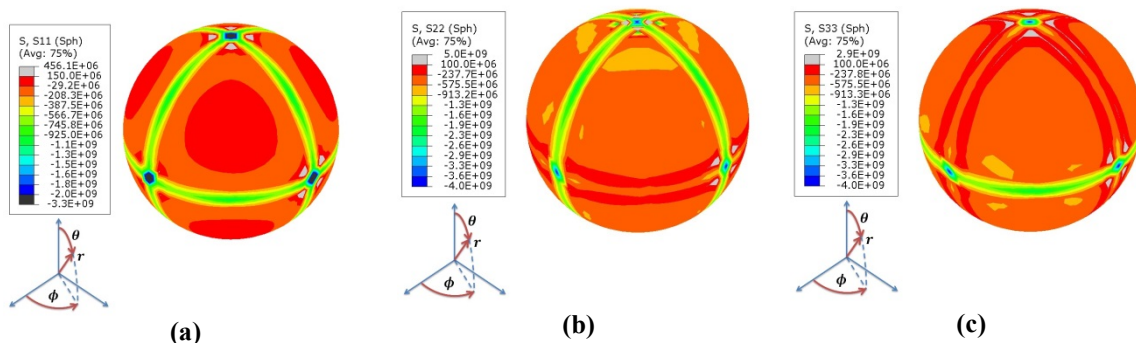 S, S11 (Sph)
(Avg: 75%)
456.1E+06
150.0E+06
-29.2E+06
-208.3E+06
-387.5E+06
-566.7E+06
-745.8E+06
-925.0E+06
-1.1E+09
-1.3E+09
-1.5E+09
-1.6E+09
-1.8E+09
-2.0E+09
-3.3E+09
θ
r
ϕ
(a)
S, S22 (Sph)
(Avg: 75%)
5.0E+09
100.0E+06
-237.7E+06
-575.5E+06
-913.2E+06
-1.3E+09
-1.6E+09
-1.9E+09
-2.3E+09
-2.6E+09
-2.9E+09
-3.3E+09
-3.6E+09
-4.0E+09
θ
r
ϕ
(b)
S, S33 (Sph)
(Avg: 75%)
2.9E+09
100.0E+06
-237.8E+06
-575.5E+06
-913.3E+06
-1.3E+09
-1.6E+09
-1.9E+09
-2.3E+09
-2.6E+09
-2.9E+09
-3.3E+09
-3.6E+09
-4.0E+09
θ
r
ϕ
(c)